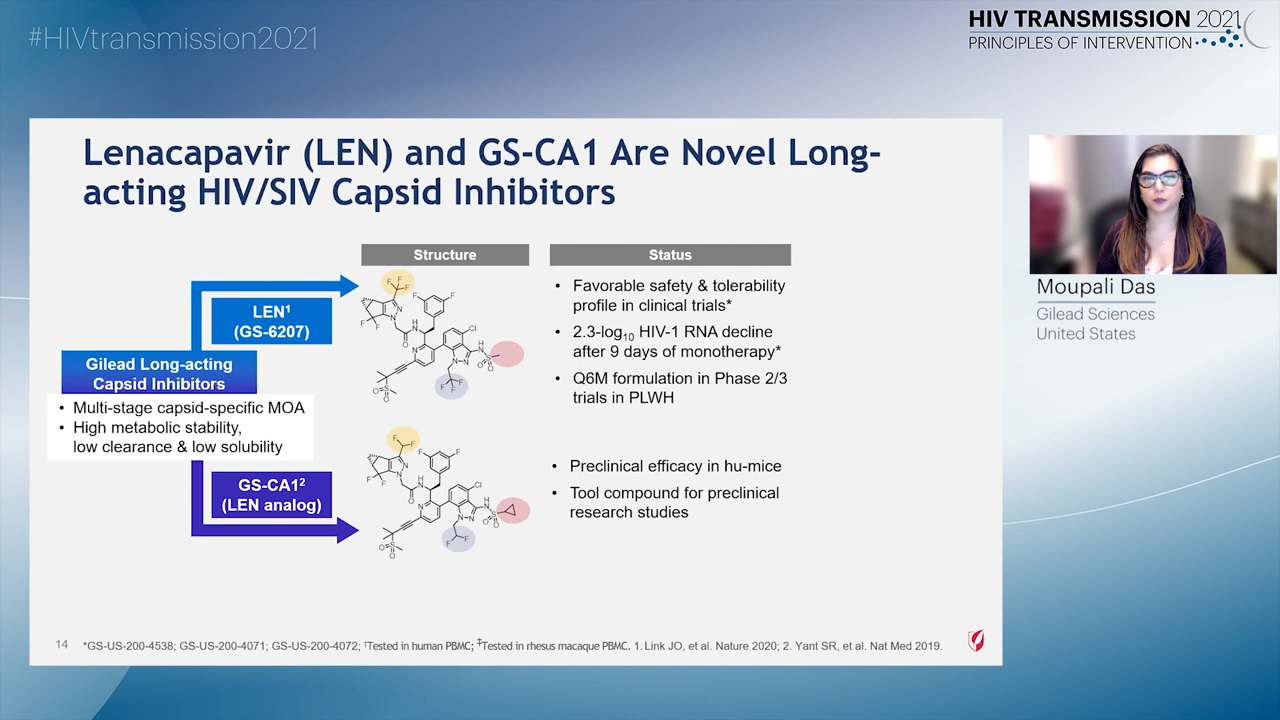 #HIVtransmission2021
HIV TRANSMISSION 2021
PRINCIPLES OF INTERVENTION
Lenacapavir (LEN) and GS-CA1 Are Novel Long-
acting HIV/SIV Capsid Inhibitors
Moupali Das
Gilead Sciences
United States
Structure
Status
LEN¹
(GS-6207)
Gilead Long-acting
Capsid Inhibitors
• Multi-stage capsid-specific MOA
• High metabolic stability,
low clearance & low solubility
GS-CA1²
(LEN analog)
• Favorable safety & tolerability
profile in clinical trials*
• 2.3-log₁₀ HIV-1 RNA decline
after 9 days of monotherapy*
• Q6M formulation in Phase 2/3
trials in PLWH
• Preclinical efficacy in hu-mice
• Tool compound for preclinical
research studies
14
*GS-US-200-4538; GS-US-200-4071; GS-US-200-4072; †Tested in human PBMC; ‡Tested in rhesus macaque PBMC. 1. Link JO, et al. Nature 2020; 2. Yant SR, et al. Nat Med 2019.